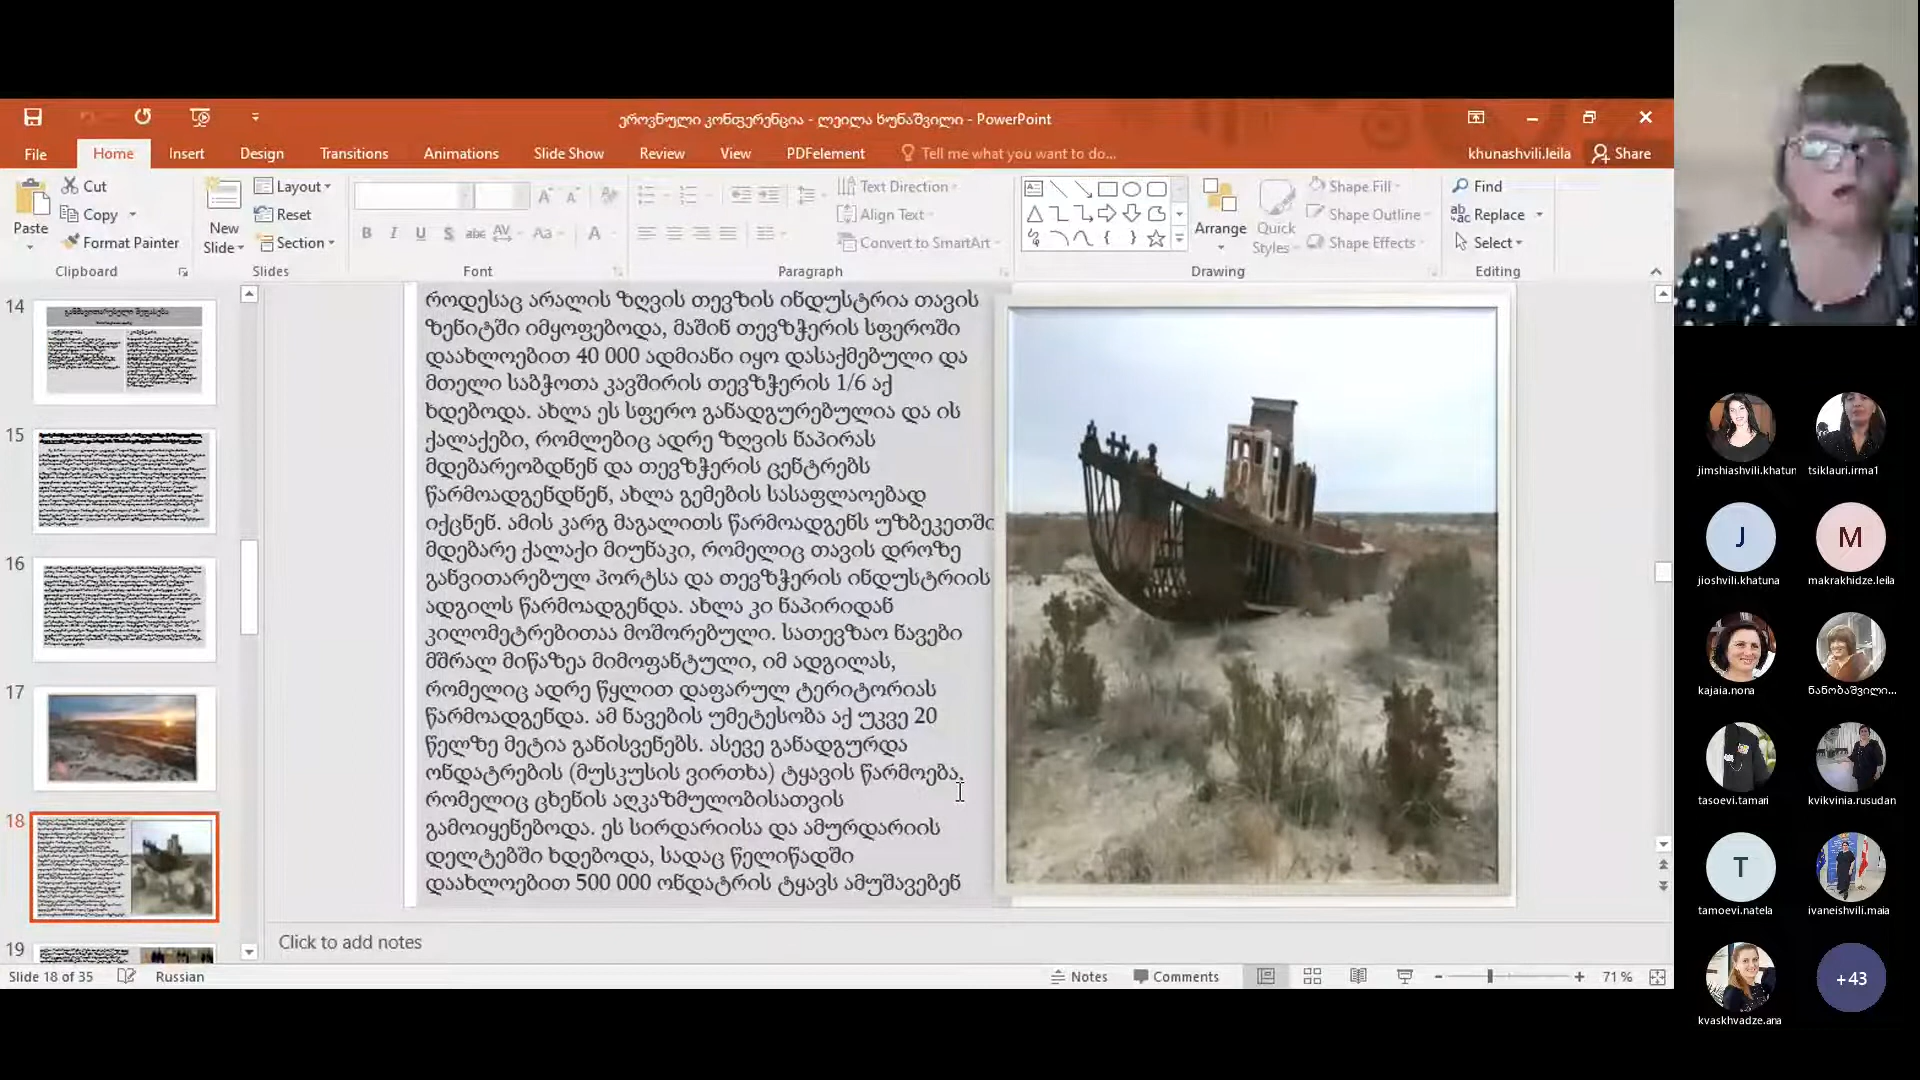 ეროვნული კონფერენცია - ლეილა ხუნაშვილი - PowerPoint
File
Home
Insert
Design
Transitions
Animations
Slide Show
Review
View
PDFelement
Tell me what you want to do...
khunashvili.leila
Share
Paste
Cut
Copy
Format Painter
Clipboard
New Slide
Layout
Reset
Section
Slides
Font
Text Direction
Align Text
Convert to SmartArt
Paragraph
Arrange
Quick Styles
Shape Fill
Shape Outline
Shape Effects
Drawing
Find
Replace
Select
Editing
14
15
16
17
18
19
როდესაც არალის ზღვის თევზის ინდუსტრია თავის
ზენიტში იმყოფებოდა, მაშინ თევზჭერის სფეროში
დაახლოებით 40 000 ადმიანი იყო დასაქმებული და
მთელი საბჭოთა კავშირის თევზჭერის 1/6 აქ
ხდებოდა. ახლა ეს სფერო განადგურებულია და ის
ქალაქები, რომლებიც ადრე ზღვის ნაპირას
მდებარეობდნენ და თევზჭერის ცენტრებს
წარმოადგენდნენ, ახლა გემების სასაფლაოებად
იქცნენ. ამის კარგ მაგალითს წარმოადგენს უზბეკეთში
მდებარე ქალაქი მიუნაკი, რომელიც თავის დროზე
განვითარებულ პორტსა და თევზჭერის ინდუსტრიის
ადგილს წარმოადგენდა. ახლა კი ნაპირიდან
კილომეტრებითაა მოშორებული. სათევზაო ნავები
მშრალ მიწაზეა მიმოფანტული, იმ ადგილას,
რომელიც ადრე წყლით დაფარულ ტერიტორიას
წარმოადგენდა. ამ ნავების უმეტესობა აქ უკვე 20
წელზე მეტია განისვენებს. ასევე განადგურდა
ონდატრების (მუსკუსის ვირთხა) ტყავის წარმოება,
რომელიც ცხენის აღკაზმულობისათვის
გამოიყენებოდა. ეს სირდარიისა და ამურდარიის
დელტებში ხდებოდა, სადაც წელიწადში
დაახლოებით 500 000 ონდატრის ტყავს ამუშავებენ
Click to add notes
Slide 18 of 35
Russian
Notes
Comments
71 %
jimshiashvili.khatun
tsiklauri.irma1
J
M
jioshvili.khatuna
makrakhidze.leila
kajaia.nona
ნანობაშვილი...
tasoevi.tamari
kvikvinia.rusudan
T
tamoevi.natela
ivaneishvili.maia
kvaskhvadze.ana
+43